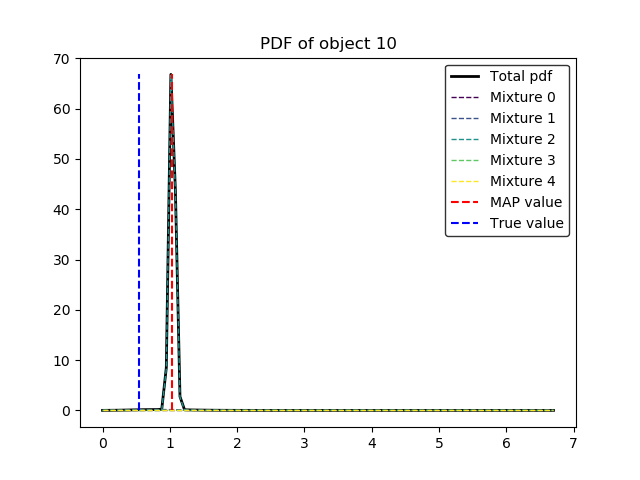 PDF of object 10
70
60
50
40
30
20
10
0
0 1 2 3 4 5 6 7
Total pdf
Mixture 0
Mixture 1
Mixture 2
Mixture 3
Mixture 4
MAP value
True value